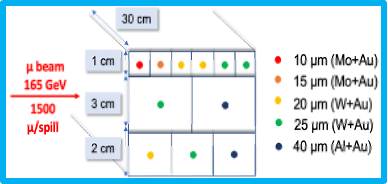 30 cm
1 cm
μ beam
165 GeV
1500
μ/spill
3 cm
2 cm
10 μm (Mo+Au)
15 μm (Mo+Au)
20 μm (W+Au)
25 μm (W+Au)
40 μm (Al+Au)